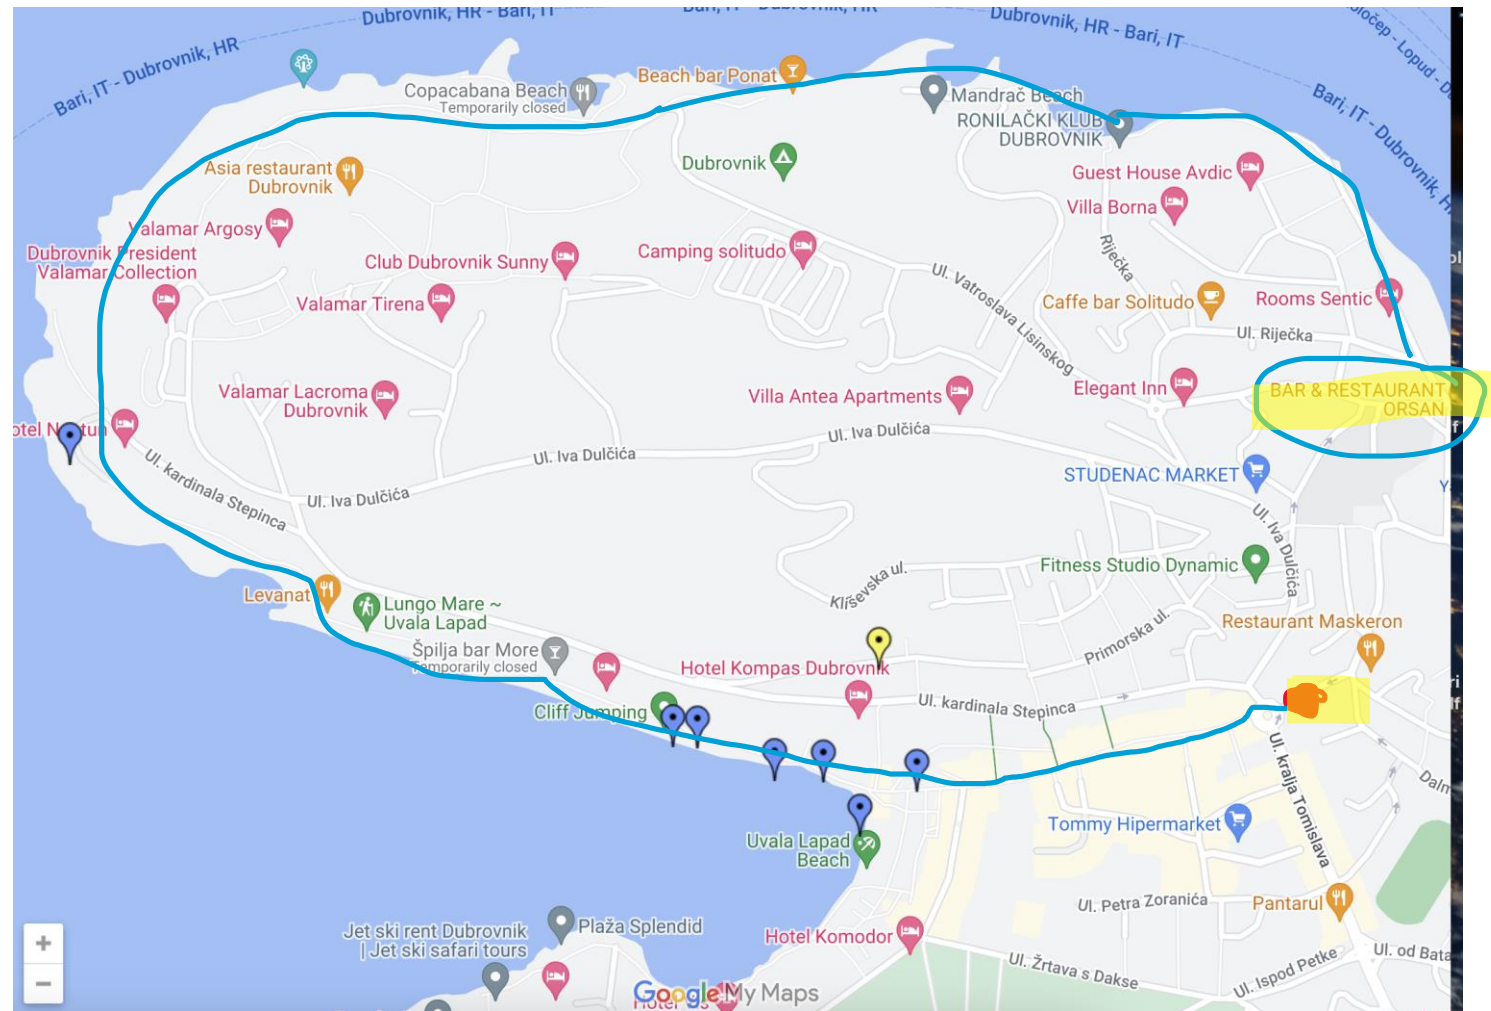 Dubrovnik, HR - Bari, IT
Bari, IT - Dubrovnik, HR
Dubrovnik, HR - Bari, IT
Bari, IT - Dubrovnik, HR
Bari, IT - Dubrovnik, HR
Copacabana Beach
Temporarily closed
Beach bar Ponat
Mandrač Beach
RONILAČKI KLUB
DUBROVNIK
Asia restaurant
Dubrovnik
Dubrovnik
Guest House Avdic
Villa Borna
Valamar Argosy
Dubrovnik President
Valamar Collection
Club Dubrovnik Sunny
Camping solitudo
Riječka
Ul. Vatroslava Lisinskog
Valamar Tirena
Caffe bar Solitudo
Rooms Sentic
Ul. Riječka
Valamar Lacroma
Dubrovnik
Villa Antea Apartments
Elegant Inn
BAR & RESTAURANT
ORSAN
Ul. Iva Dulčića
Ul. Iva Dulčića
Ul. Iva Dulčića
Ul. kardinala Stepinca
STUDENAC MARKET
Ul. Iva Dulčića
Fitness Studio Dynamic
Kliševska ul.
Levanat
Lungo Mare ~
Uvala Lapad
Primorska ul.
Restaurant Maskeron
Špilja bar More
Temporarily closed
Hotel Kompas Dubrovnik
Ul. kardinala Stepinca
Cliff Jumping
Ul. kralja Tomislava
Tommy Hipermarket
Uvala Lapad
Beach
Ul. Petra Zoranića
Pantarul
Jet ski rent Dubrovnik
| Jet ski safari tours
Plaža Splendid
Hotel Komodor
Ul. Žrtava s Dakse
Ul. Ispod Petke
Ul. od Bata
Google My Maps
+
−